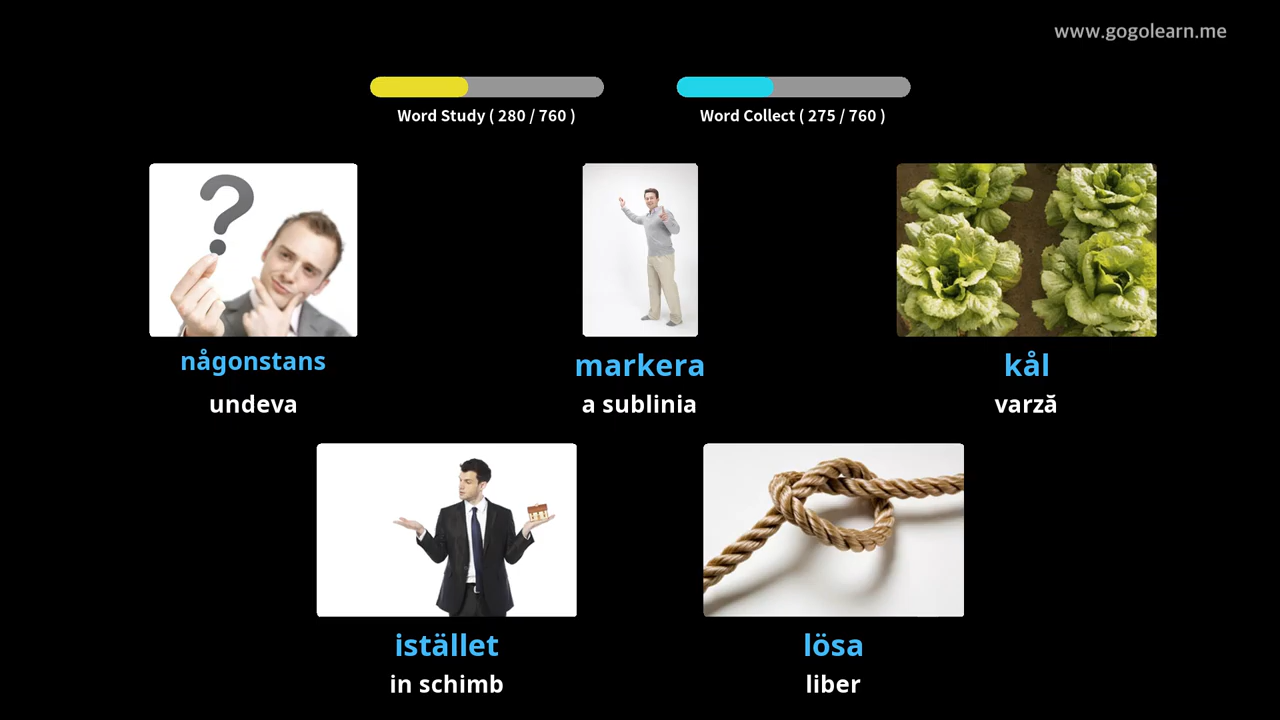 www.gogolearn.me
Word Study ( 280 / 760 )
Word Collect ( 275 / 760 )
?
någonstans
undeva
markera
a sublinia
kål
varză
istället
in schimb
lösa
liber